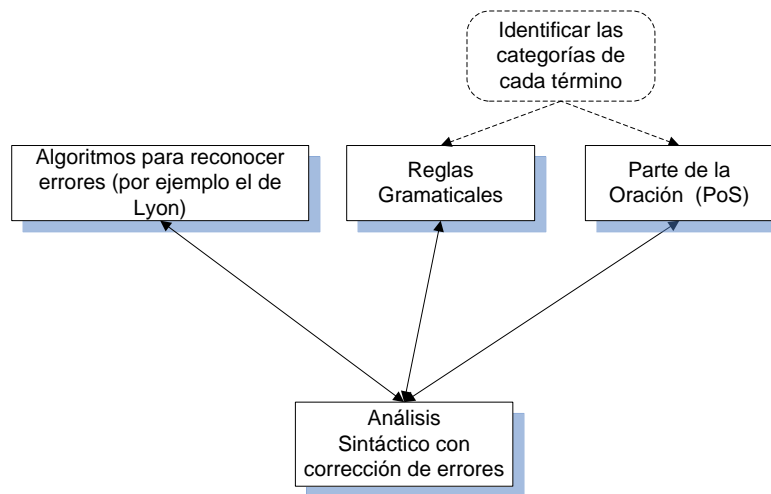 Identificar las
categorías de
cada término
Algoritmos para reconocer
errores (por ejemplo el de
Lyon)
Reglas
Gramaticales
Parte de la
Oración (PoS)
Análisis
Sintáctico con
corrección de errores